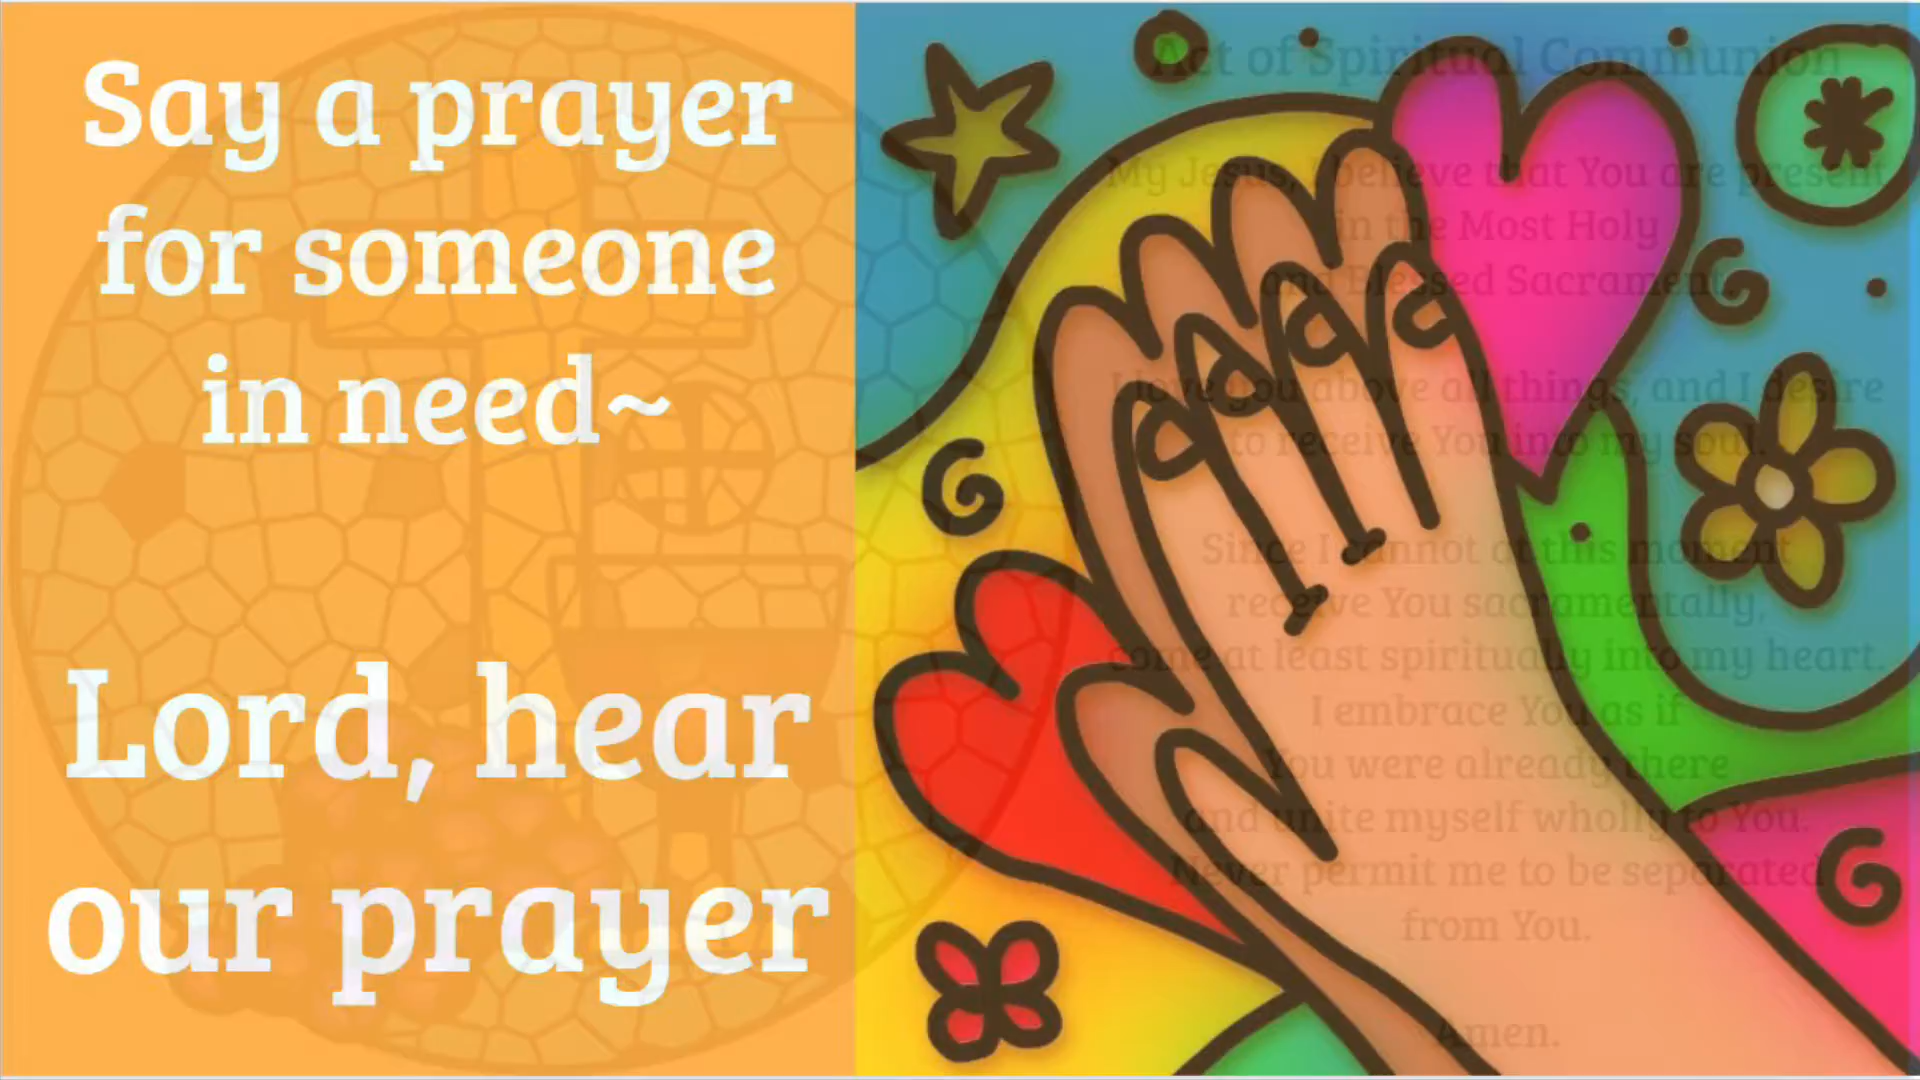 Say a prayer
for someone
in need~
Lord, hear
our prayer
Act of Spiritual Communion
My Jesus, I believe that You are present
in the Most Holy
and Blessed Sacrament.
I love You above all things, and I desire
to receive You into my soul.
Since I cannot at this moment
receive You sacramentally,
come at least spiritually into my heart.
I embrace You as if
You were already there
and unite myself wholly to You.
Never permit me to be separated
from You.
Amen.